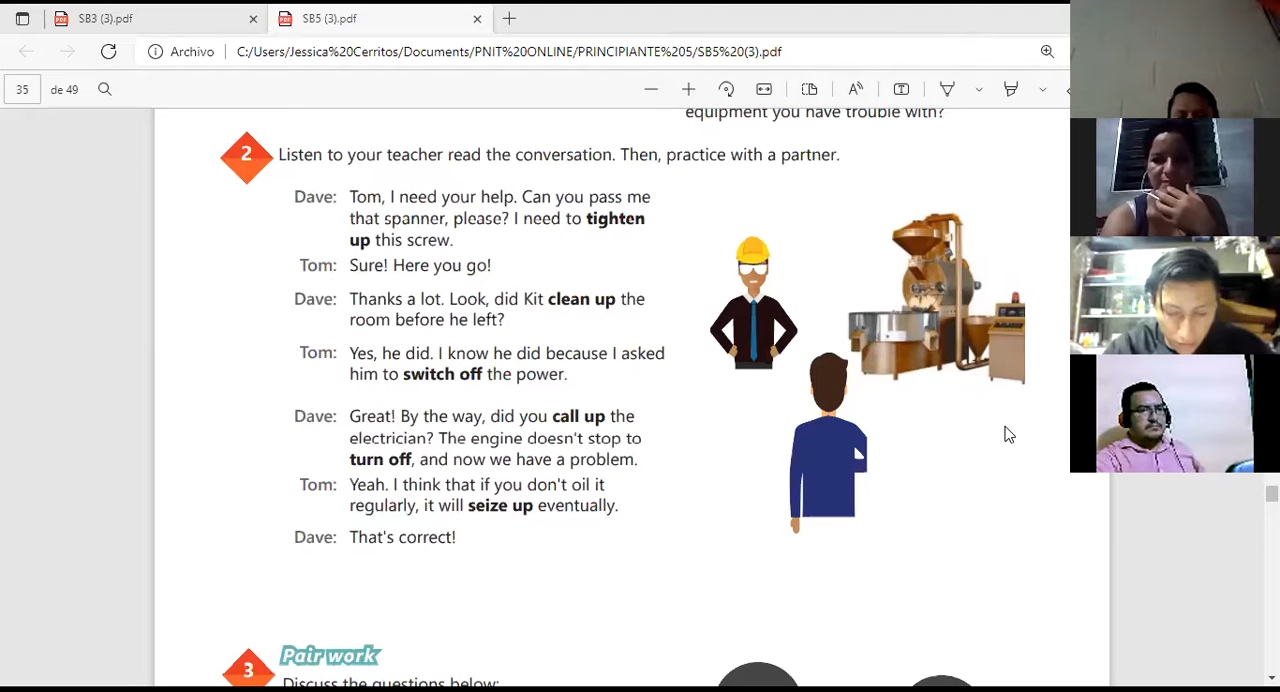 SB3 (3).pdf
SB5 (3).pdf
Archivo
C:/Users/Jessica%20Cerritos/Documents/PNIT%20ONLINE/PRINCIPIANTE%205/SB5%20(3).pdf
35 de 49
equipment you have trouble with?
2 Listen to your teacher read the conversation. Then, practice with a partner.
Dave: Tom, I need your help. Can you pass me
that spanner, please? I need to tighten
up this screw.
Tom: Sure! Here you go!
Dave: Thanks a lot. Look, did Kit clean up the
room before he left?
Tom: Yes, he did. I know he did because I asked
him to switch off the power.
Dave: Great! By the way, did you call up the
electrician? The engine doesn't stop to
turn off, and now we have a problem.
Tom: Yeah. I think that if you don't oil it
regularly, it will seize up eventually.
Dave: That's correct!
3 Pair work
Discuss the questions below: